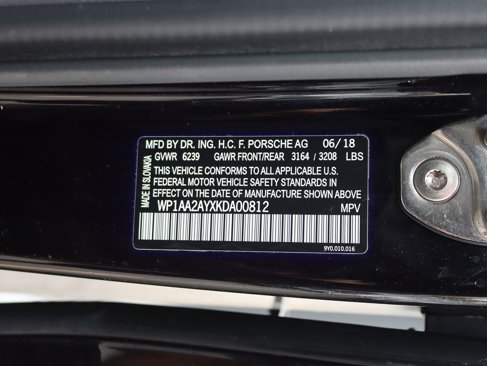 MFD BY DR. ING. H.C. F. PORSCHE AG 06/18
GVWR 6239 GAWR FRONT/REAR 3164 / 3208 LBS
THIS VEHICLE CONFORMS TO ALL APPLICABLE U.S.
FEDERAL MOTOR VEHICLE SAFETY STANDARDS IN
EFFECT ON THE DATE OF MANUFACTURE SHOWN ABOVE.
WP1AA2AYXKDA00812 MPV
9Y0.010.016
MADE IN SLOVAKIA